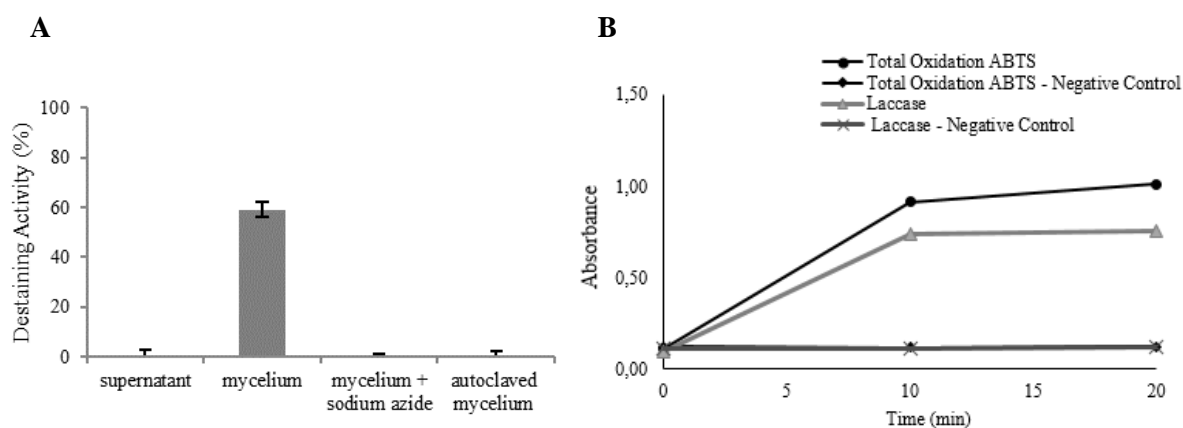 A
Destaining Activity (%)
100
80
60
40
20
0
supernatant
mycelium
mycelium +
sodium azide
autoclaved
mycelium
B
Total Oxidation ABTS
Total Oxidation ABTS - Negative Control
Laccase
Laccase - Negative Control
Absorbance
1,50
1,00
0,50
0,00
0
5
10
15
20
Time (min)